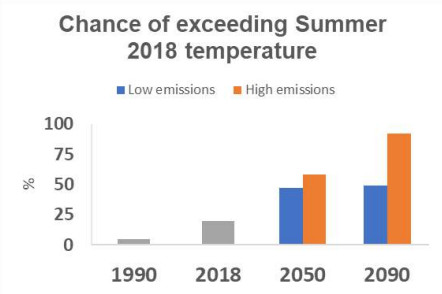 Chance of exceeding Summer
2018 temperature
Low emissions High emissions
100
75
50
25
0
%
1990 2018 2050 2090